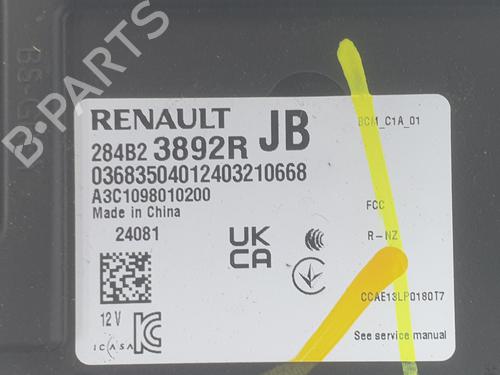 B-PARTS
RENAULT JB
BCM_C1A_01
284B2 3892R
03683504012403210668
A3C1098010200
Made in China
FCC
24081
UK
CA
R-NZ
CCAE13LP0180T7
12 V
ICASA
See service manual